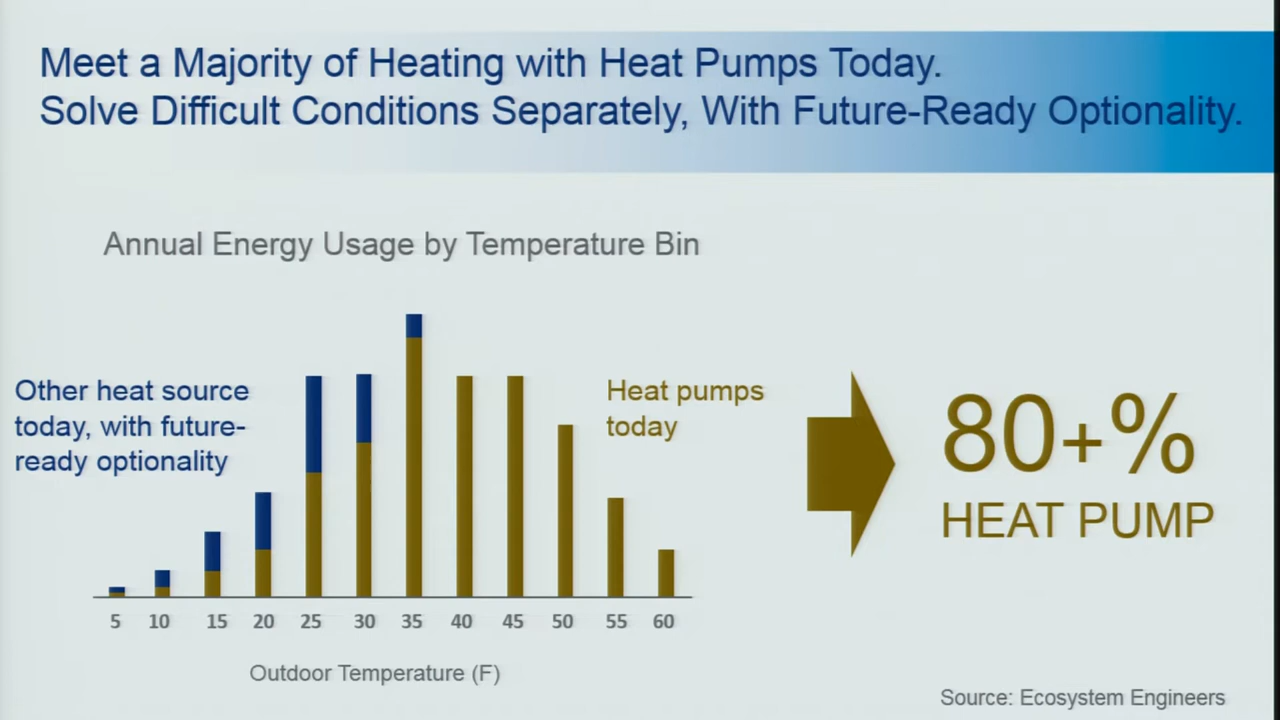 Meet a Majority of Heating with Heat Pumps Today.
Solve Difficult Conditions Separately, With Future-Ready Optionality.
Annual Energy Usage by Temperature Bin
Other heat source
today, with future-
ready optionality
Heat pumps
today
80+%
HEAT PUMP
5 10 15 20 25 30 35 40 45 50 55 60
Outdoor Temperature (F)
Source: Ecosystem Engineers